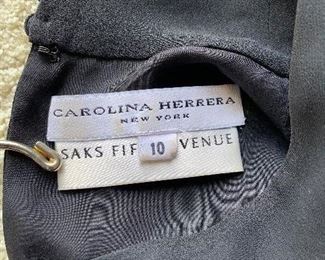 CAROLINA HERRERA
NEW YORK
SAKS FIF 10 VENUE